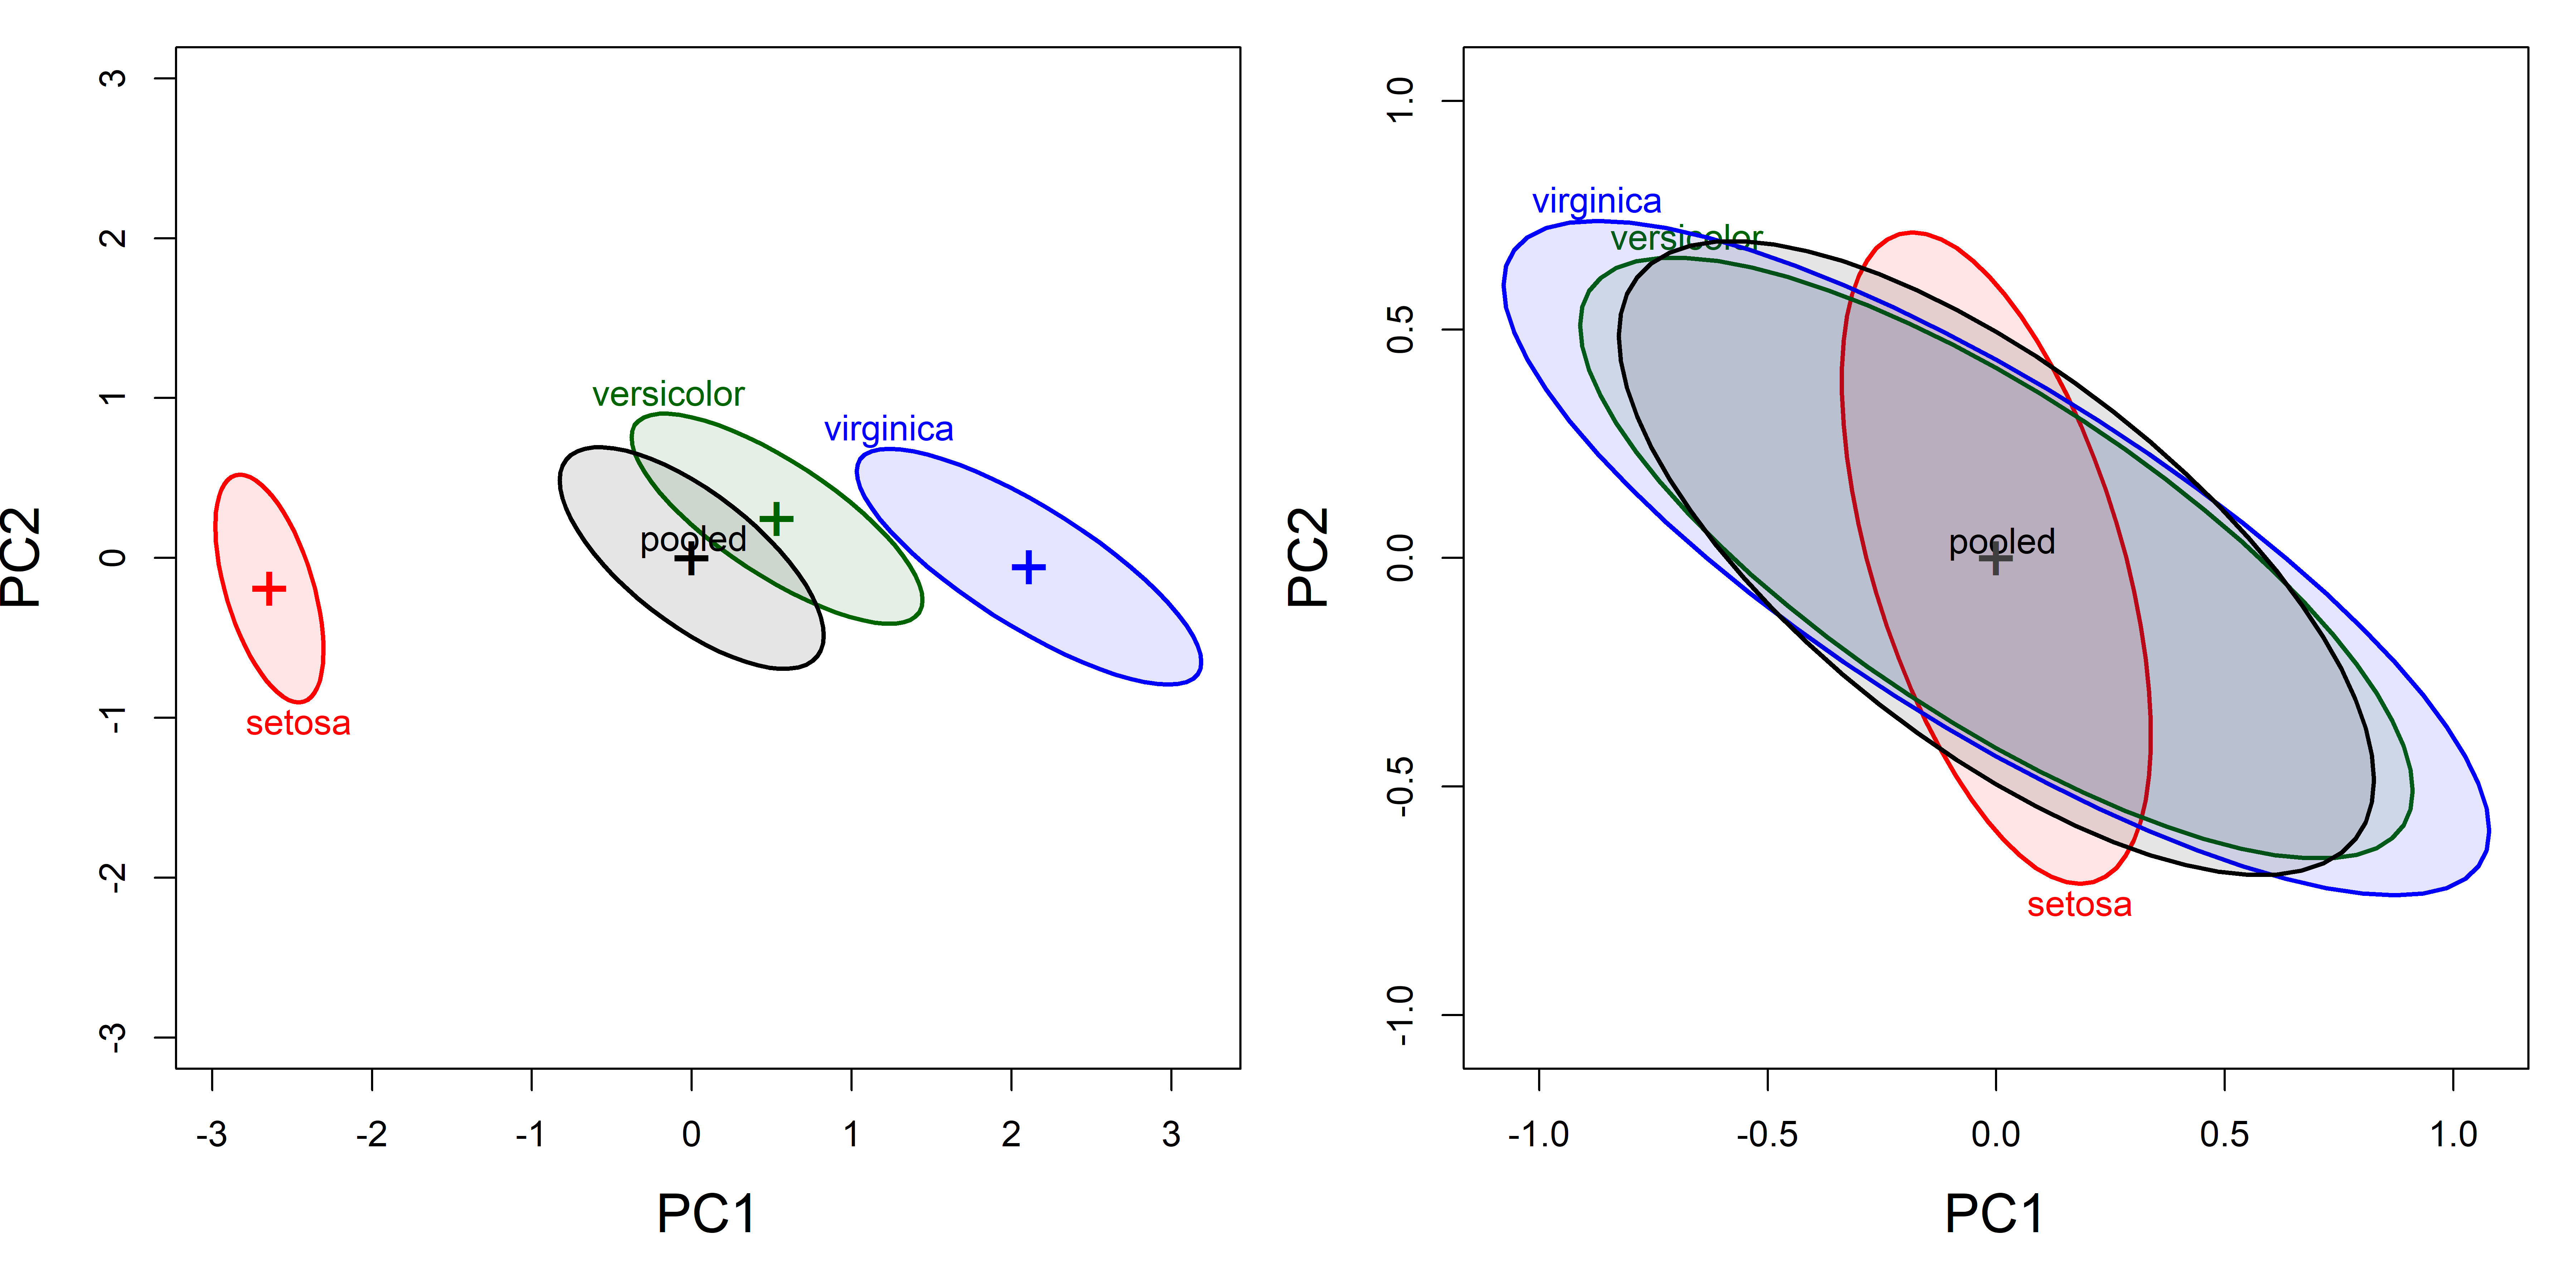 3
2
1
0
-1
-2
-3
PC2
versicolor
virginica
pooled
setosa
-3 -2 -1 0 1 2 3
PC1
1.0
0.5
0.0
-0.5
-1.0
PC2
virginica
versicolor
pooled
setosa
-1.0 -0.5 0.0 0.5 1.0
PC1